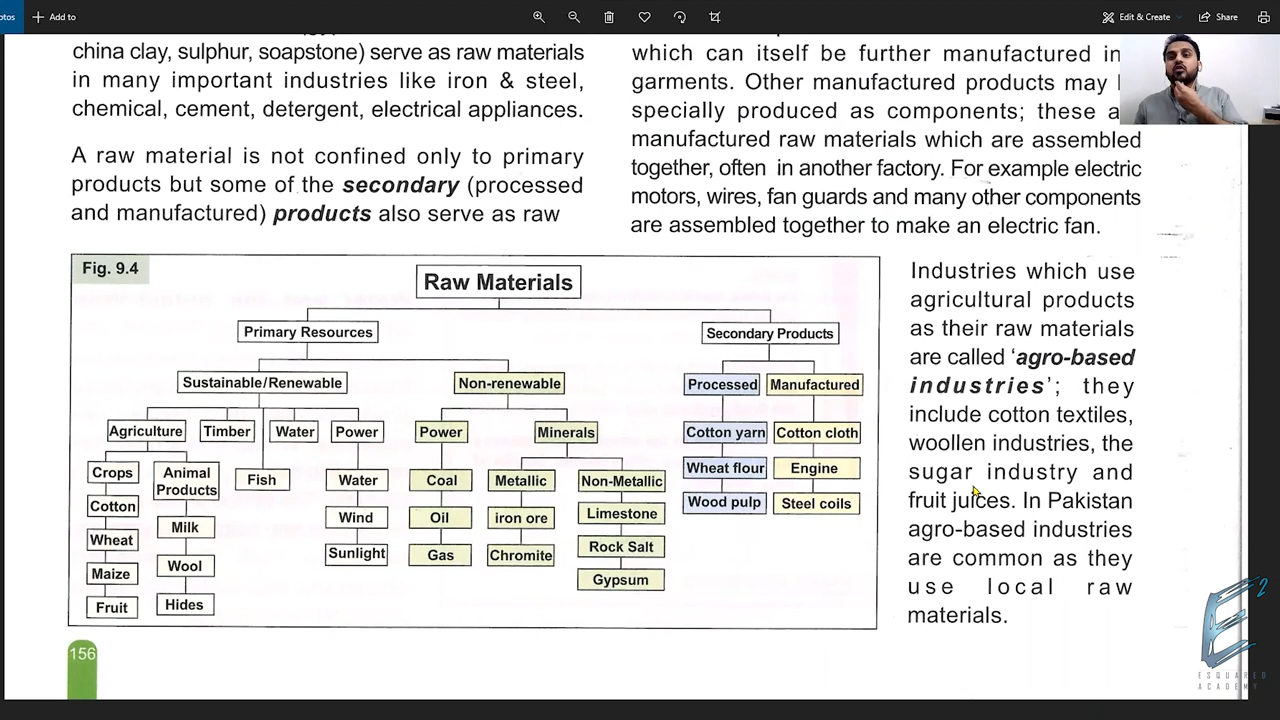 Add to
Edit & Create
Share
china clay, sulphur, soapstone) serve as raw materials
in many important industries like iron & steel,
chemical, cement, detergent, electrical appliances.
A raw material is not confined only to primary
products but some of the secondary (processed
and manufactured) products also serve as raw
which can itself be further manufactured in
garments. Other manufactured products may
specially produced as components; these
manufactured raw materials which are assembled
together, often in another factory. For example electric
motors, wires, fan guards and many other components
are assembled together to make an electric fan.
Fig. 9.4
Raw Materials
Primary Resources
Secondary Products
Sustainable/Renewable
Non-renewable
Processed
Manufactured
Agriculture
Timber
Water
Power
Power
Minerals
Cotton yarn
Cotton cloth
Crops
Animal
Products
Fish
Water
Coal
Metallic
Non-Metallic
Wheat flour
Engine
Cotton
Milk
Wind
Oil
iron ore
Limestone
Wood pulp
Steel coils
Wheat
Wool
Sunlight
Gas
Chromite
Rock Salt
Maize
Hides
Gypsum
Fruit
Industries which use
agricultural products
as their raw materials
are called ‘agro-based
industries’; they
include cotton textiles,
woollen industries, the
sugar industry and
fruit juices. In Pakistan
agro-based industries
are common as they
use local raw
materials.
156
E2
ESQUARED
ACADEMY